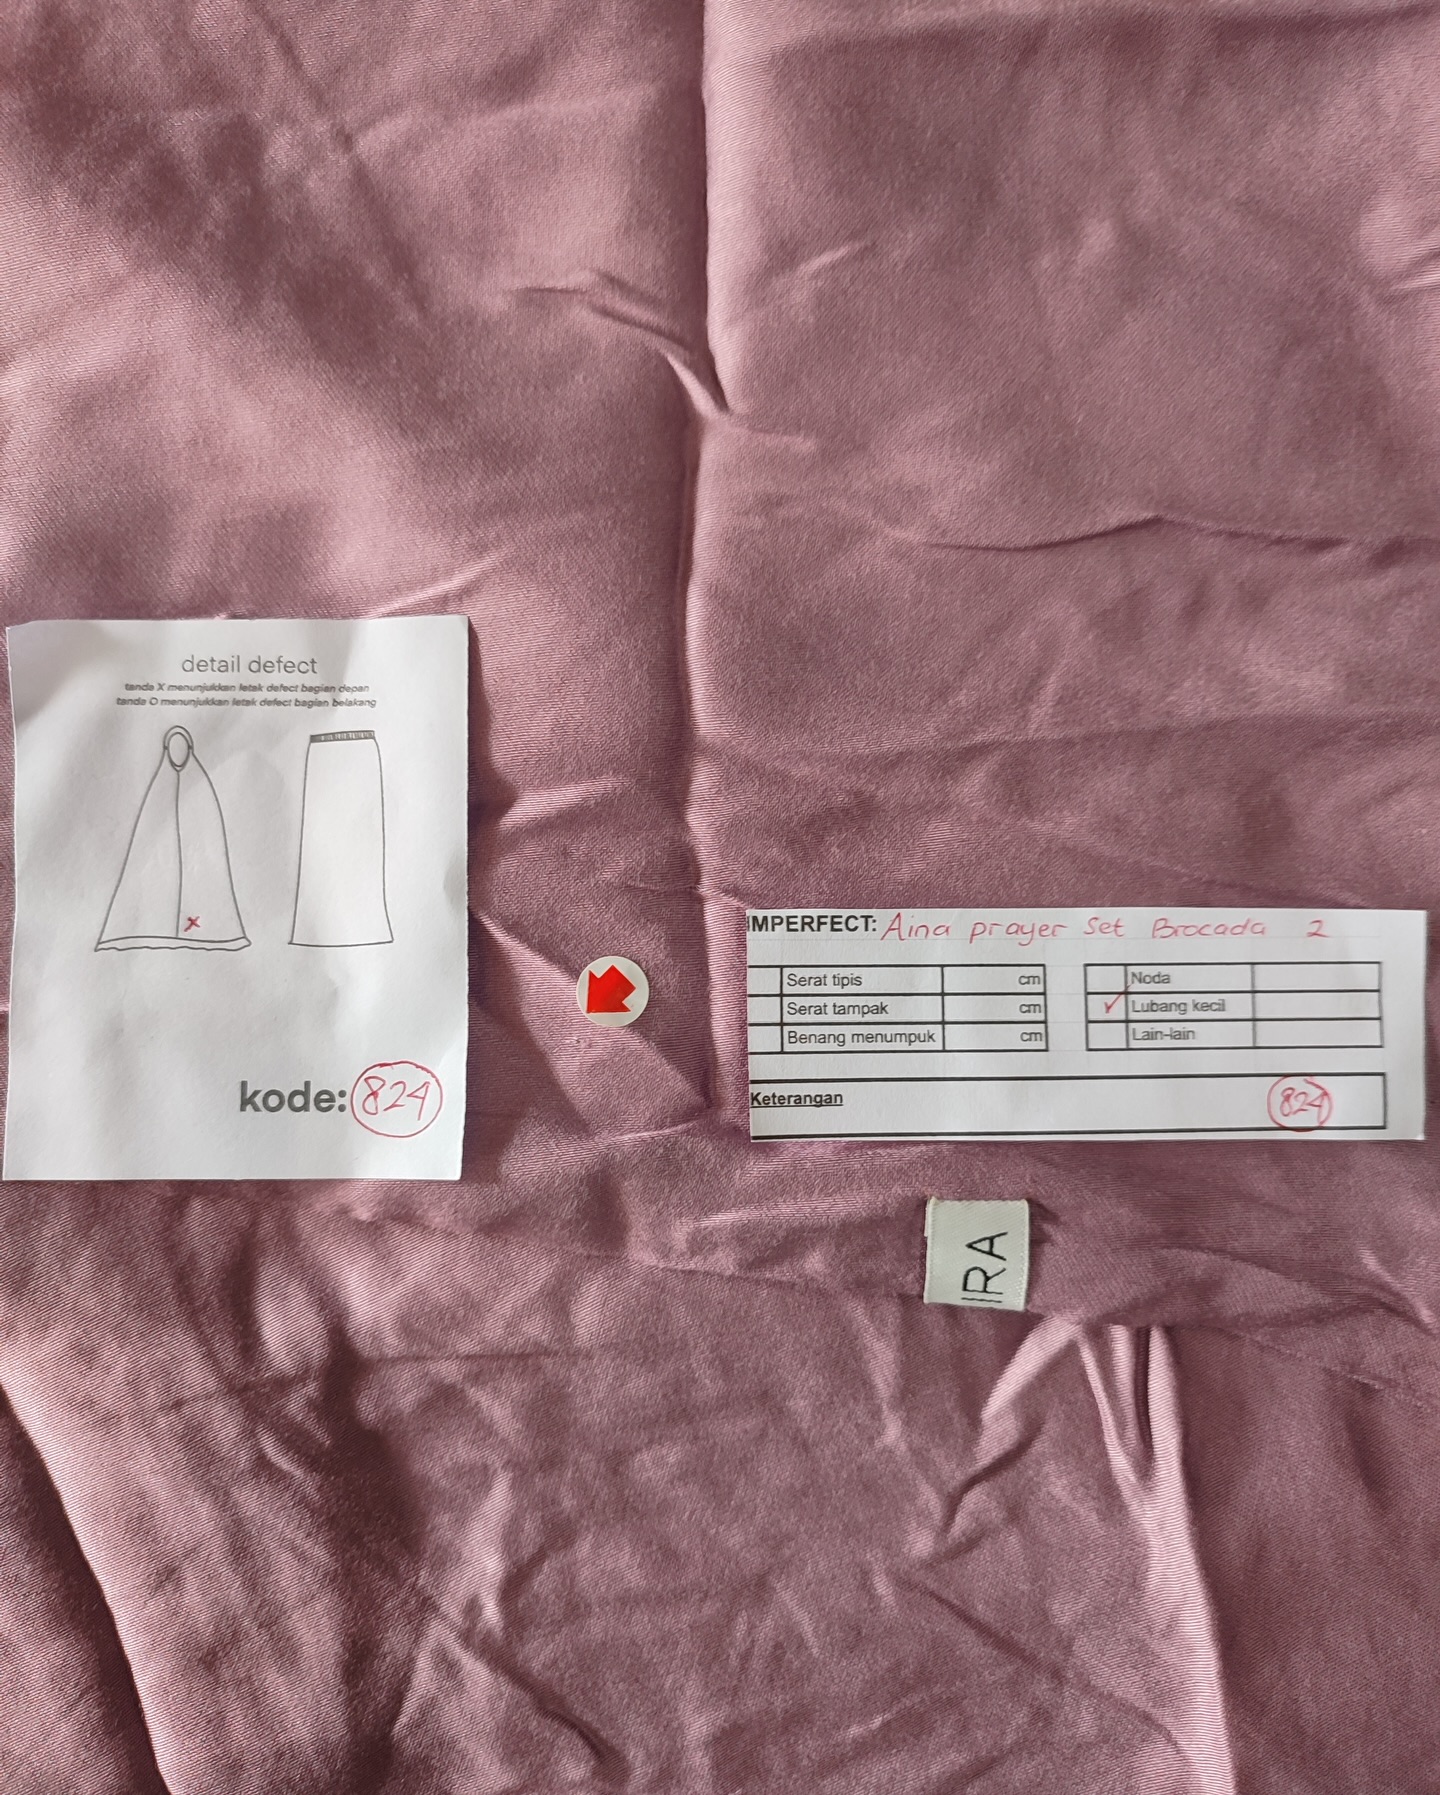 detail defect
tanda X menunjukkan letak defect bagian depan
tanda O menunjukkan letak defect bagian belakang
x
kode: 824
IMPERFECT: Aina prayer set Brocada 2
Serat tipis cm
Serat tampak cm
Benang menumpuk cm
Noda
✓ Lubang kecil
Lain-lain
Keterangan 824
IRA